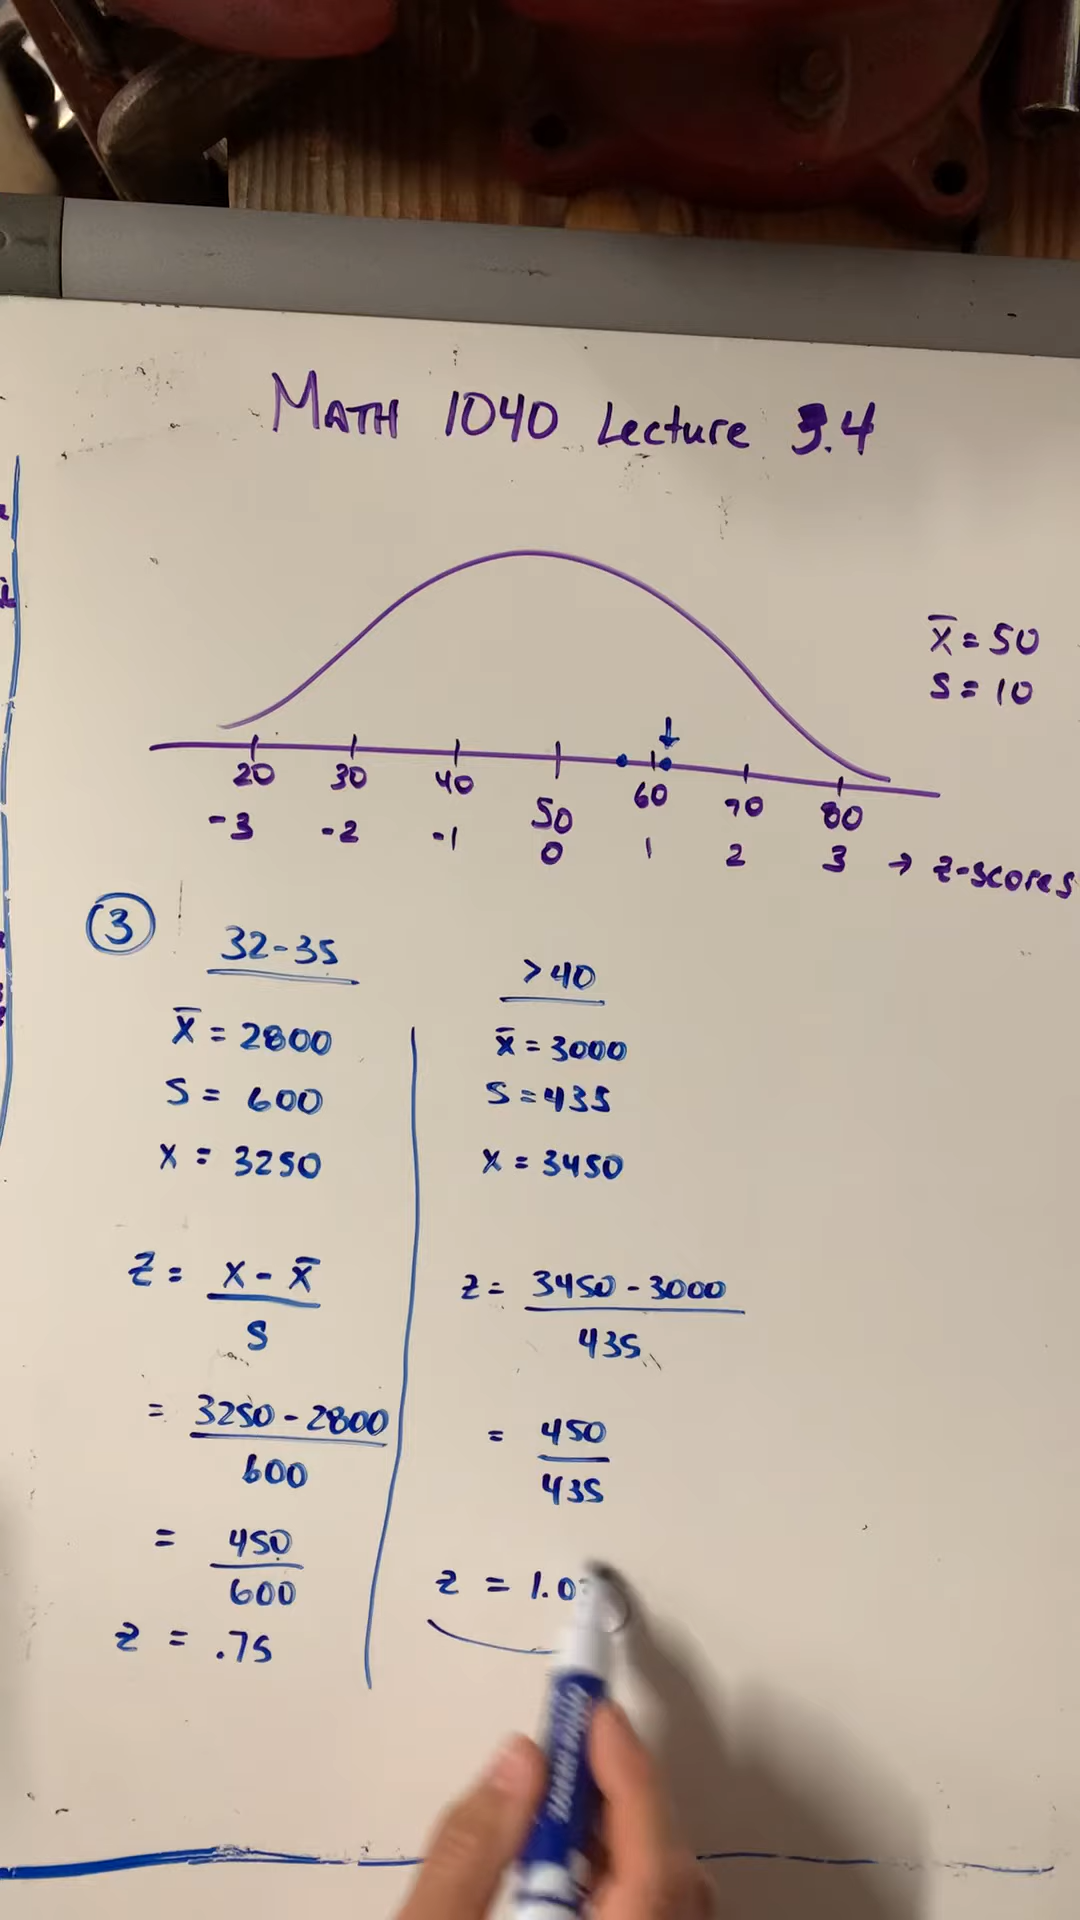 MATH 1040 Lecture 3.4
x̄ = 50
s = 10
20 30 40 50 60 70 80
-3 -2 -1 0 1 2 3 → z-scores
3
32-35
x̄ = 2800
s = 600
x = 3250
z = x - x̄
s
= 3250 - 2800
600
= 450
600
z = .75
>40
x̄ = 3000
s = 435
x = 3450
z = 3450 - 3000
435
= 450
435
z = 1.0